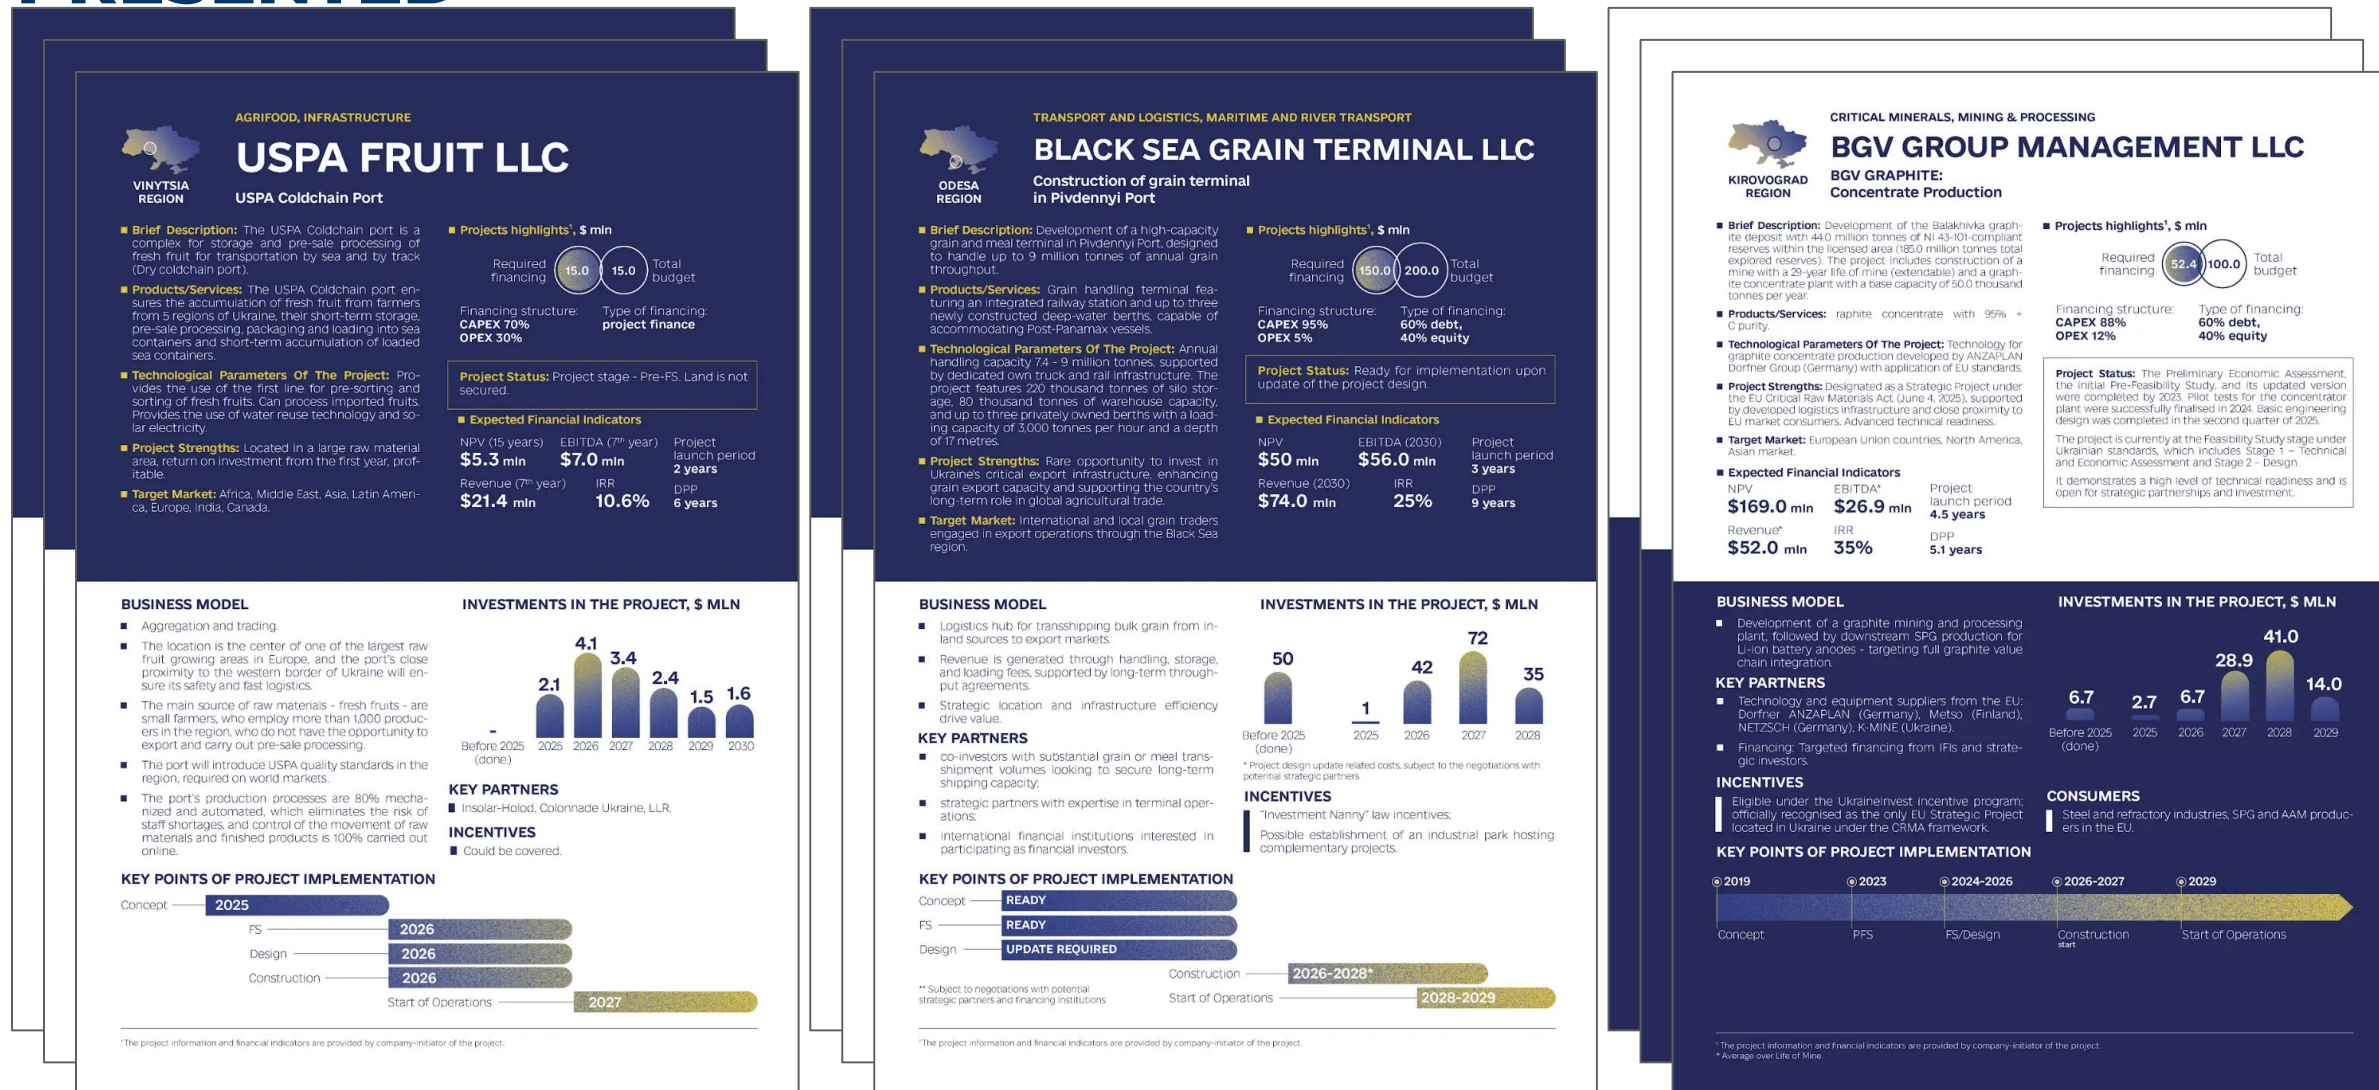 PRESENTED
AGRIFOOD, INFRASTRUCTURE
USPA FRUIT LLC
VINYTSIA
REGION
USPA Coldchain Port
Brief Description: The USPA Coldchain port is a
complex for storage and pre-sale processing of
fresh fruit for transportation by sea and by track
(Dry coldchain port).
Products/Services: The USPA Coldchain port en-
sures the accumulation of fresh fruit from farmers
from 5 regions of Ukraine, their short-term storage,
pre-sale processing, packaging and loading into sea
containers and short-term accumulation of loaded
sea containers.
Technological Parameters Of The Project: Pro-
vides the use of the first line for pre-sorting and
sorting of fresh fruits. Can process imported fruits.
Provides the use of water reuse technology and so-
lar electricity.
Project Strengths: Located in a large raw material
area, return on investment from the first year, prof-
itable.
Target Market: Africa, Middle East, Asia, Latin Ameri-
ca, Europe, India, Canada.
Projects highlights¹, $ mln
Required
financing
15.0
15.0
Total
budget
Financing structure:
CAPEX 70%
OPEX 30%
Type of financing:
project finance
Project Status: Project stage - Pre-FS. Land is not
secured.
Expected Financial Indicators
NPV (15 years)
$5.3 mln
EBITDA (7th year)
$7.0 mln
Project
launch period
2 years
Revenue (7th year)
$21.4 mln
IRR
10.6%
DPP
6 years
BUSINESS MODEL
Aggregation and trading.
The location is the center of one of the largest raw
fruit growing areas in Europe, and the port's close
proximity to the western border of Ukraine will en-
sure its safety and fast logistics.
The main source of raw materials - fresh fruits - are
small farmers, who employ more than 1,000 produc-
ers in the region, who do not have the opportunity to
export and carry out pre-sale processing.
The port will introduce USPA quality standards in the
region, required on world markets.
The port's production processes are 80% mecha-
nized and automated, which eliminates the risk of
staff shortages, and control of the movement of raw
materials and finished products is 100% carried out
online.
INVESTMENTS IN THE PROJECT, $ MLN
- 2.1 4.1 3.4 2.4 1.5 1.6
Before 2025 2025 2026 2027 2028 2029 2030
(done)
KEY PARTNERS
Insolar-Holod, Colonnade Ukraine, LLR.
INCENTIVES
Could be covered.
KEY POINTS OF PROJECT IMPLEMENTATION
Concept 2025
FS 2026
Design 2026
Construction 2026
Start of Operations 2027
¹The project information and financial indicators are provided by company-initiator of the project.
TRANSPORT AND LOGISTICS, MARITIME AND RIVER TRANSPORT
BLACK SEA GRAIN TERMINAL LLC
ODESA
REGION
Construction of grain terminal
in Pivdennyi Port
Brief Description: Development of a high-capacity
grain and meal terminal in Pivdennyi Port, designed
to handle up to 9 million tonnes of annual grain
throughput.
Products/Services: Grain handling terminal fea-
turing an integrated railway station and up to three
newly constructed deep-water berths, capable of
accommodating Post-Panamax vessels.
Technological Parameters Of The Project: Annual
handling capacity 7.4 - 9 million tonnes, supported
by dedicated own truck and rail infrastructure. The
project features 220 thousand tonnes of silo stor-
age, 80 thousand tonnes of warehouse capacity,
and up to three privately owned berths with a load-
ing capacity of 3,000 tonnes per hour and a depth
of 17 metres.
Project Strengths: Rare opportunity to invest in
Ukraine's critical export infrastructure, enhancing
grain export capacity and supporting the country's
long-term role in global agricultural trade.
Target Market: International and local grain traders
engaged in export operations through the Black Sea
region.
Projects highlights¹, $ mln
Required
financing
150.0
200.0
Total
budget
Financing structure:
CAPEX 95%
OPEX 5%
Type of financing:
60% debt,
40% equity
Project Status: Ready for implementation upon
update of the project design.
Expected Financial Indicators
NPV
$50 mln
EBITDA (2030)
$56.0 mln
Project
launch period
3 years
Revenue (2030)
$74.0 mln
IRR
25%
DPP
9 years
BUSINESS MODEL
Logistics hub for transshipping bulk grain from in-
land sources to export markets.
Revenue is generated through handling, storage,
and loading fees, supported by long-term through-
put agreements.
Strategic location and infrastructure efficiency
drive value.
KEY PARTNERS
co-investors with substantial grain or meal trans-
shipment volumes looking to secure long-term
shipping capacity;
strategic partners with expertise in terminal oper-
ations;
international financial institutions interested in
participating as financial investors.
INVESTMENTS IN THE PROJECT, $ MLN
50 1 42 72 35
Before 2025 2025 2026 2027 2028
(done)
* Project design update related costs, subject to the negotiations with
potential strategic partners
INCENTIVES
"Investment Nanny" law incentives;
Possible establishment of an industrial park hosting
complementary projects.
KEY POINTS OF PROJECT IMPLEMENTATION
Concept READY
FS READY
Design UPDATE REQUIRED
Construction 2026-2028*
Start of Operations 2028-2029
** Subject to negotiations with potential
strategic partners and financing institutions
¹The project information and financial indicators are provided by company-initiator of the project.
CRITICAL MINERALS, MINING & PROCESSING
BGV GROUP MANAGEMENT LLC
KIROVOGRAD
REGION
BGV GRAPHITE:
Concentrate Production
Brief Description: Development of the Balakhivka graph-
ite deposit with 44.0 million tonnes of NI 43-101-compliant
reserves within the licensed area (185.0 million tonnes total
explored reserves). The project includes construction of a
mine with a 29-year life of mine (extendable) and a graph-
ite concentrate plant with a base capacity of 50.0 thousand
tonnes per year.
Products/Services: raphite concentrate with 95% +
C purity.
Technological Parameters Of The Project: Technology for
graphite concentrate production developed by ANZAPLAN
Dorfner Group (Germany) with application of EU standards.
Project Strengths: Designated as a Strategic Project under
the EU Critical Raw Materials Act (June 4, 2025), supported
by developed logistics infrastructure and close proximity to
EU market consumers. Advanced technical readiness.
Target Market: European Union countries, North America,
Asian market.
Expected Financial Indicators
NPV
$169.0 mln
EBITDA*
$26.9 mln
Project
launch period
4.5 years
Revenue*
$52.0 mln
IRR
35%
DPP
5.1 years
Projects highlights¹, $ mln
Required
financing
52.4
100.0
Total
budget
Financing structure:
CAPEX 88%
OPEX 12%
Type of financing:
60% debt,
40% equity
Project Status: The Preliminary Economic Assessment,
the initial Pre-Feasibility Study, and its updated version
were completed by 2023. Pilot tests for the concentrator
plant were successfully finalised in 2024. Basic engineering
design was completed in the second quarter of 2025.
The project is currently at the Feasibility Study stage under
Ukrainian standards, which includes Stage 1 – Technical
and Economic Assessment and Stage 2 – Design.
It demonstrates a high level of technical readiness and is
open for strategic partnerships and investment.
BUSINESS MODEL
Development of a graphite mining and processing
plant, followed by downstream SPG production for
Li-ion battery anodes - targeting full graphite value
chain integration.
KEY PARTNERS
Technology and equipment suppliers from the EU:
Dorfner ANZAPLAN (Germany), Metso (Finland),
NETZSCH (Germany), K-MINE (Ukraine).
Financing: Targeted financing from IFIs and strate-
gic investors.
INCENTIVES
Eligible under the UkraineInvest incentive program;
officially recognised as the only EU Strategic Project
located in Ukraine under the CRMA framework.
INVESTMENTS IN THE PROJECT, $ MLN
6.7 2.7 6.7 28.9 41.0 14.0
Before 2025 2025 2026 2027 2028 2029
(done)
CONSUMERS
Steel and refractory industries, SPG and AAM produc-
ers in the EU.
KEY POINTS OF PROJECT IMPLEMENTATION
2019 2023 2024-2026 2026-2027 2029
Concept PFS FS/Design Construction Start of Operations
start
¹ The project information and financial indicators are provided by company-initiator of the project.
* Average over Life of Mine.